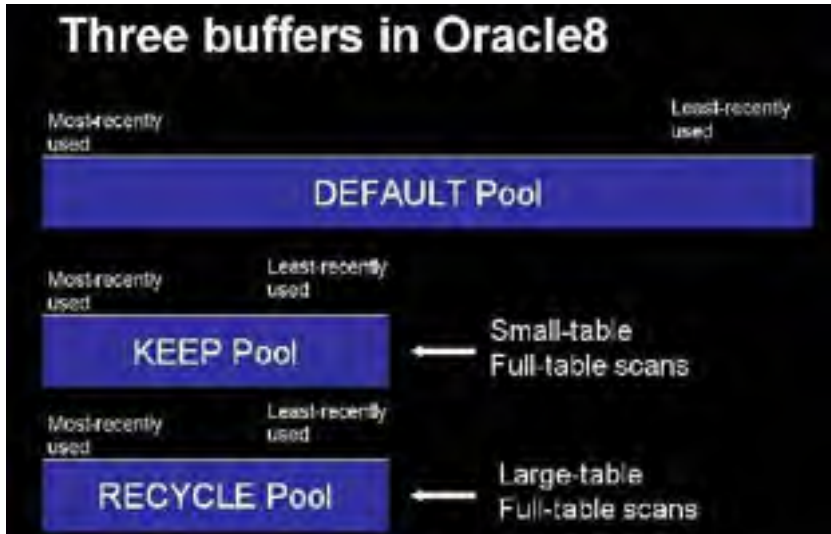 Three buffers in Oracle8
Most-recently
used
Least-recently
used
DEFAULT Pool
Most-recently
used
Least-recently
used
KEEP Pool
Small-table
Full-table scans
Most-recently
used
Least-recently
used
RECYCLE Pool
Large-table
Full-table scans